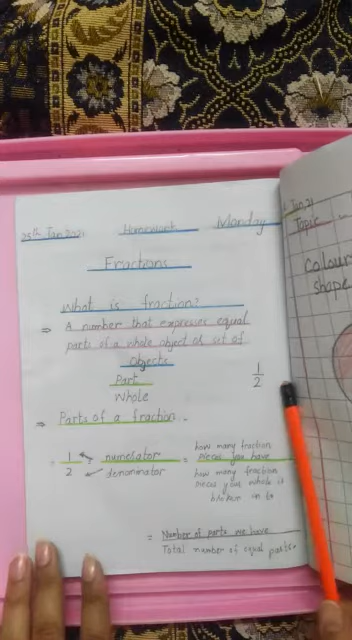 25th Jan 2021 Homework Monday
Fractions
What is fraction?
⇒ A number that expresses equal
parts of a whole object or set of
objects
Part
Whole
1
2
⇒ Parts of a fraction -
1 numerator = how many fraction
pieces you have
2 denominator how many fractions
pieces your whole is
broken in to
= Number of parts we have
Total number of equal parts.
Jan 21
Topic
Colour
Shape